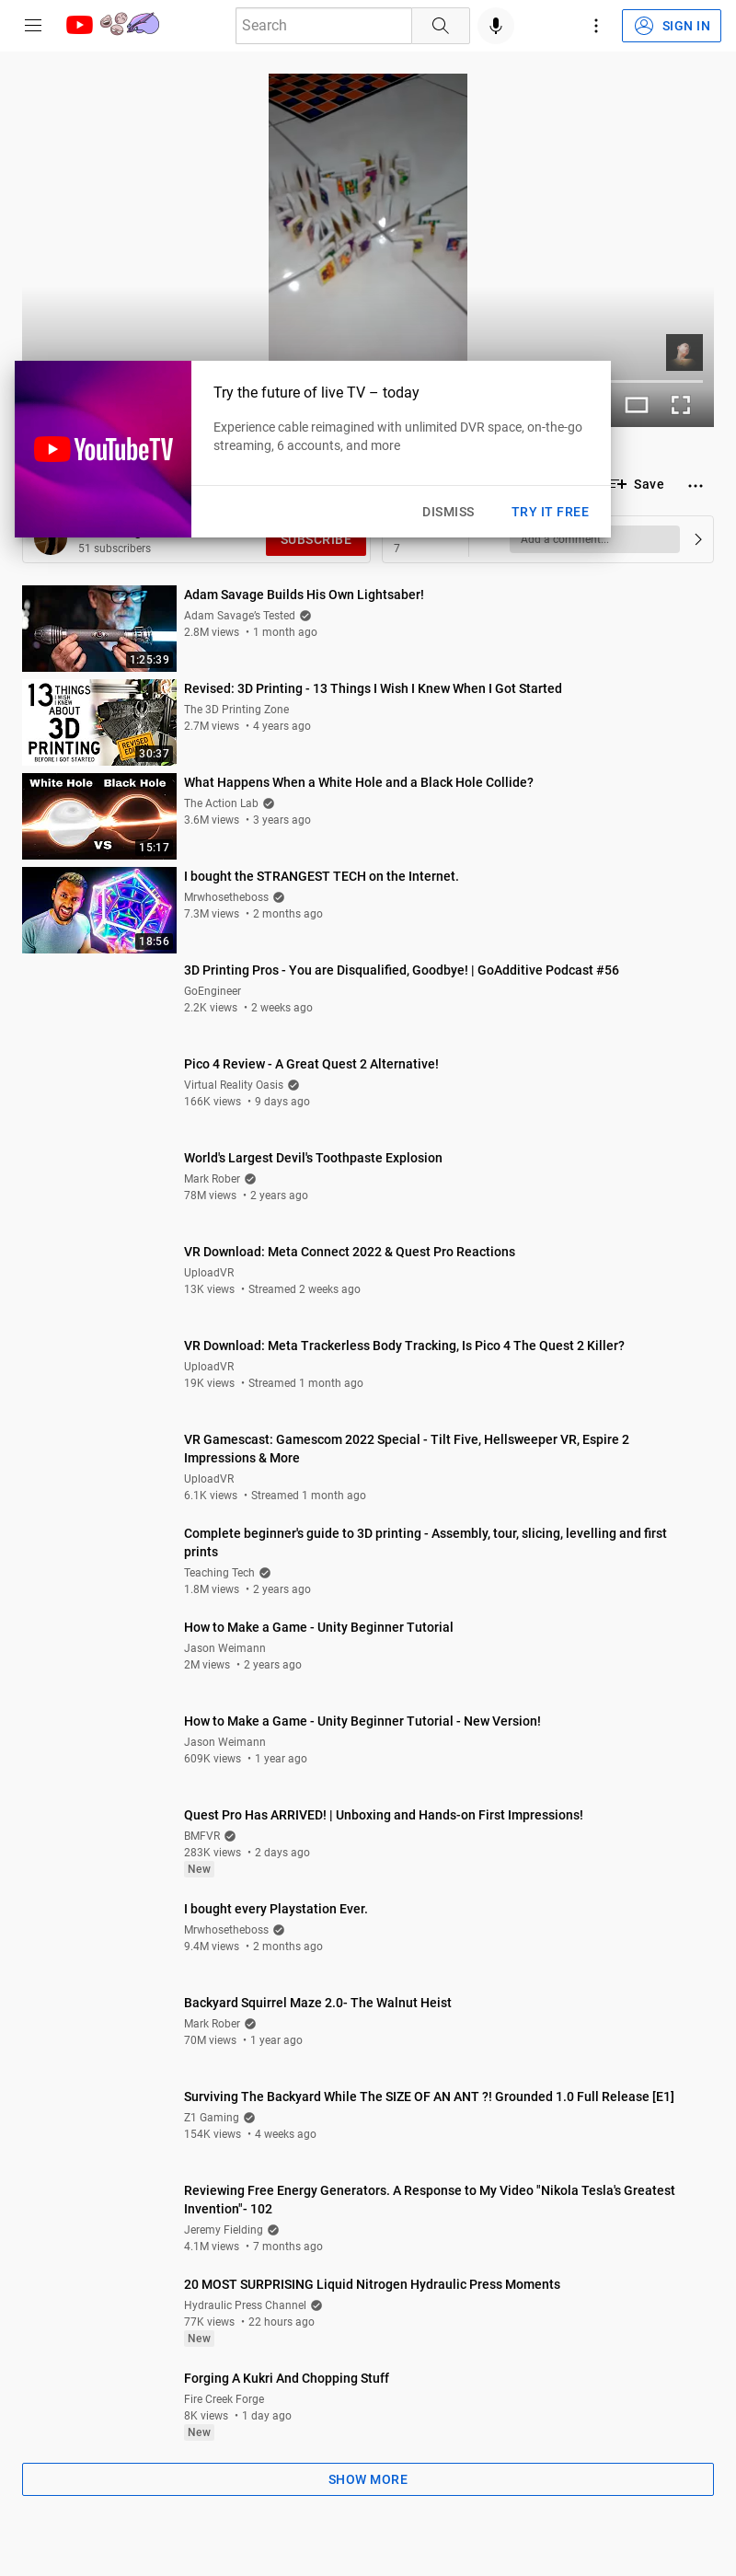 Search
SIGN IN
YouTubeTV
Try the future of live TV – today
Experience cable reimagined with unlimited DVR space, on-the-go
streaming, 6 accounts, and more
DISMISS
TRY IT FREE
Save
51 subscribers
SUBSCRIBE
7
Add a comment...
1:25:39
Adam Savage Builds His Own Lightsaber!
Adam Savage's Tested
2.8M views • 1 month ago
13 THINGS
I WISH
I KNEW
ABOUT
3D
PRINTING
BEFORE I GOT STARTED
REVISED
EDITION
30:37
Revised: 3D Printing - 13 Things I Wish I Knew When I Got Started
The 3D Printing Zone
2.7M views • 4 years ago
White Hole Black Hole
VS
15:17
What Happens When a White Hole and a Black Hole Collide?
The Action Lab
3.6M views • 3 years ago
18:56
I bought the STRANGEST TECH on the Internet.
Mrwhosetheboss
7.3M views • 2 months ago
3D Printing Pros - You are Disqualified, Goodbye! | GoAdditive Podcast #56
GoEngineer
2.2K views • 2 weeks ago
Pico 4 Review - A Great Quest 2 Alternative!
Virtual Reality Oasis
166K views • 9 days ago
World's Largest Devil's Toothpaste Explosion
Mark Rober
78M views • 2 years ago
VR Download: Meta Connect 2022 & Quest Pro Reactions
UploadVR
13K views • Streamed 2 weeks ago
VR Download: Meta Trackerless Body Tracking, Is Pico 4 The Quest 2 Killer?
UploadVR
19K views • Streamed 1 month ago
VR Gamescast: Gamescom 2022 Special - Tilt Five, Hellsweeper VR, Espire 2
Impressions & More
UploadVR
6.1K views • Streamed 1 month ago
Complete beginner's guide to 3D printing - Assembly, tour, slicing, levelling and first
prints
Teaching Tech
1.8M views • 2 years ago
How to Make a Game - Unity Beginner Tutorial
Jason Weimann
2M views • 2 years ago
How to Make a Game - Unity Beginner Tutorial - New Version!
Jason Weimann
609K views • 1 year ago
Quest Pro Has ARRIVED! | Unboxing and Hands-on First Impressions!
BMFVR
283K views • 2 days ago
New
I bought every Playstation Ever.
Mrwhosetheboss
9.4M views • 2 months ago
Backyard Squirrel Maze 2.0- The Walnut Heist
Mark Rober
70M views • 1 year ago
Surviving The Backyard While The SIZE OF AN ANT ?! Grounded 1.0 Full Release [E1]
Z1 Gaming
154K views • 4 weeks ago
Reviewing Free Energy Generators. A Response to My Video "Nikola Tesla's Greatest
Invention"- 102
Jeremy Fielding
4.1M views • 7 months ago
20 MOST SURPRISING Liquid Nitrogen Hydraulic Press Moments
Hydraulic Press Channel
77K views • 22 hours ago
New
Forging A Kukri And Chopping Stuff
Fire Creek Forge
8K views • 1 day ago
New
SHOW MORE